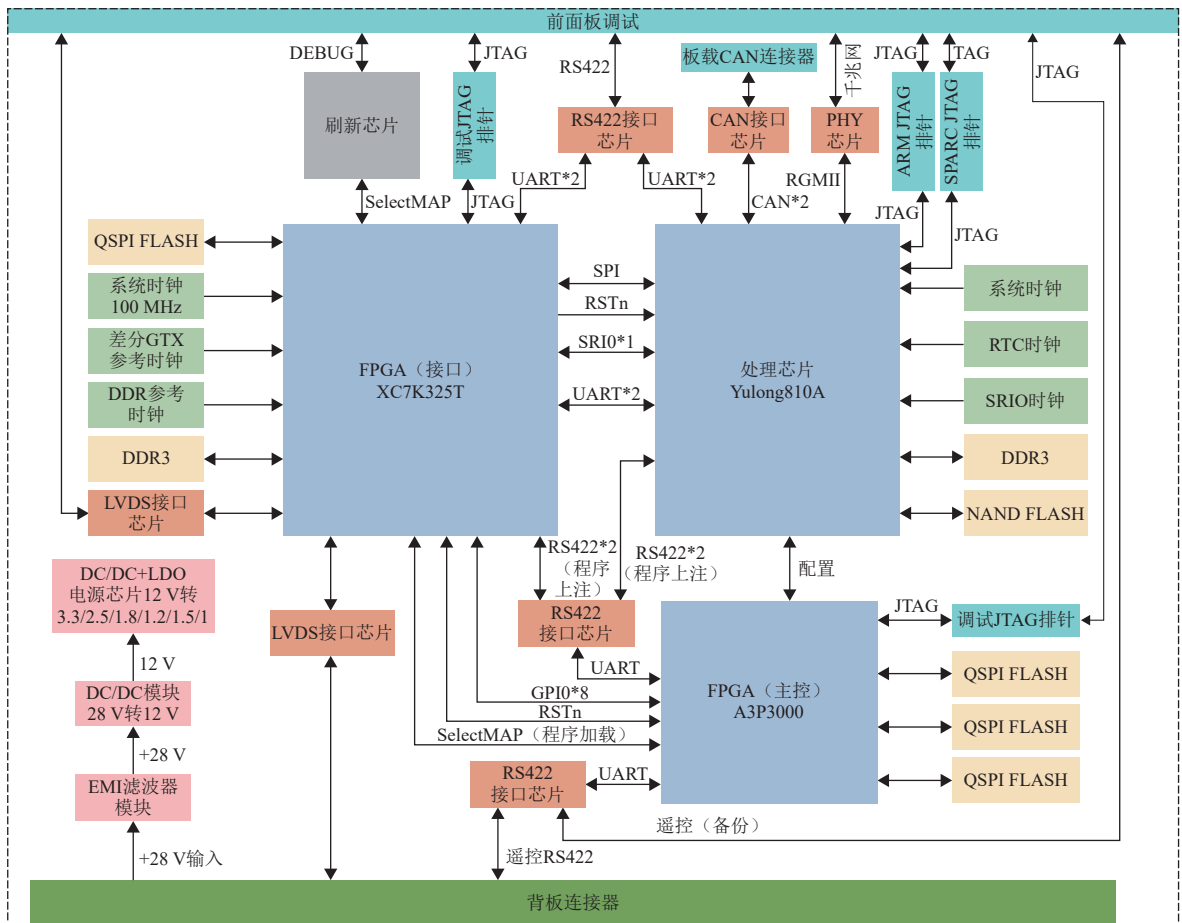 前面板调试
DEBUG
JTAG
RS422
板载CAN连接器
千兆网
JTAG
JTAG
JTAG
刷新芯片
调试JTAG
排针
RS422接口
芯片
CAN接口
芯片
PHY
芯片
ARM JTAG
排针
SPARC JTAG
排针
SelectMAP
JTAG
UART*2
UART*2
CAN*2
RGMII
JTAG
JTAG
QSPI FLASH
系统时钟
100 MHz
差分GTX
参考时钟
DDR参考
时钟
DDR3
LVDS接口
芯片
FPGA（接口）
XC7K325T
SPI
RSTn
SRI0*1
UART*2
处理芯片
Yulong810A
系统时钟
RTC时钟
SRIO时钟
DDR3
NAND FLASH
RS422*2
（程序
上注）
RS422*2
（程序上注）
配置
DC/DC+LDO
电源芯片12 V转
3.3/2.5/1.8/1.2/1.5/1
12 V
DC/DC模块
28 V转12 V
+28 V
EMI滤波器
模块
+28 V输入
LVDS接口芯片
RS422
接口芯片
UART
GPI0*8
RSTn
SelectMAP（程序加载）
FPGA（主控）
A3P3000
JTAG
调试JTAG排针
QSPI FLASH
QSPI FLASH
QSPI FLASH
RS422
接口芯片
UART
遥控（备份）
遥控RS422
背板连接器